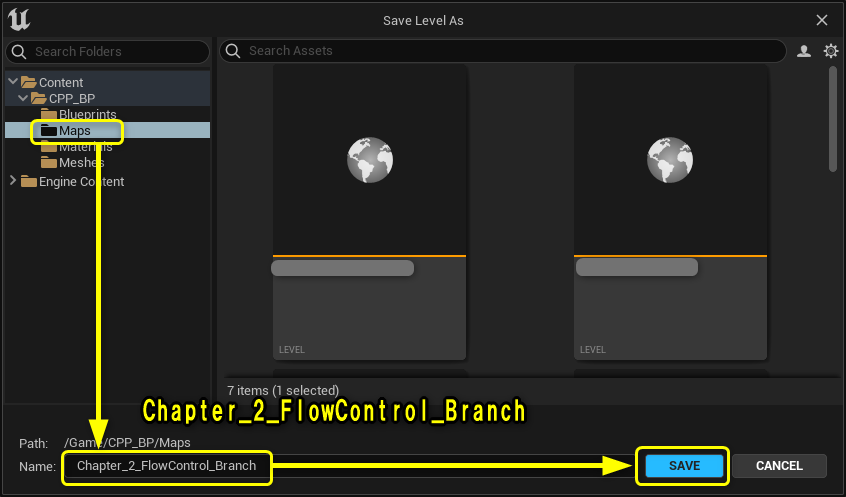 Save Level As
Search Folders
Search Assets
Content
CPP_BP
Blueprints
Maps
Materials
Meshes
Engine Content
LEVEL
LEVEL
7 items (1 selected)
Chapter_2_FlowControl_Branch
Path: /Game/CPP_BP/Maps
Name: Chapter_2_FlowControl_Branch
SAVE
CANCEL